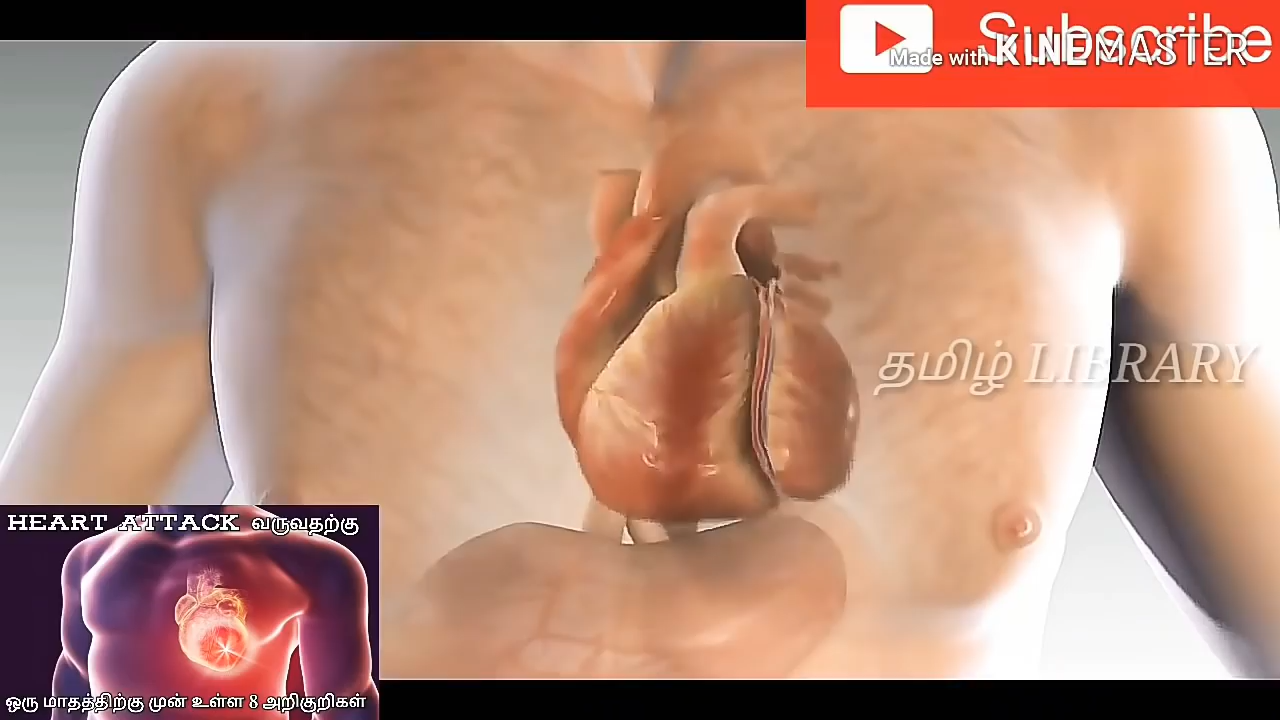 Subscribe
Made with KINEMASTER
தமிழ் LIBRARY
HEART ATTACK வருவதற்கு
ஒரு மாதத்திற்கு முன் உள்ள 8 அறிகுறிகள்